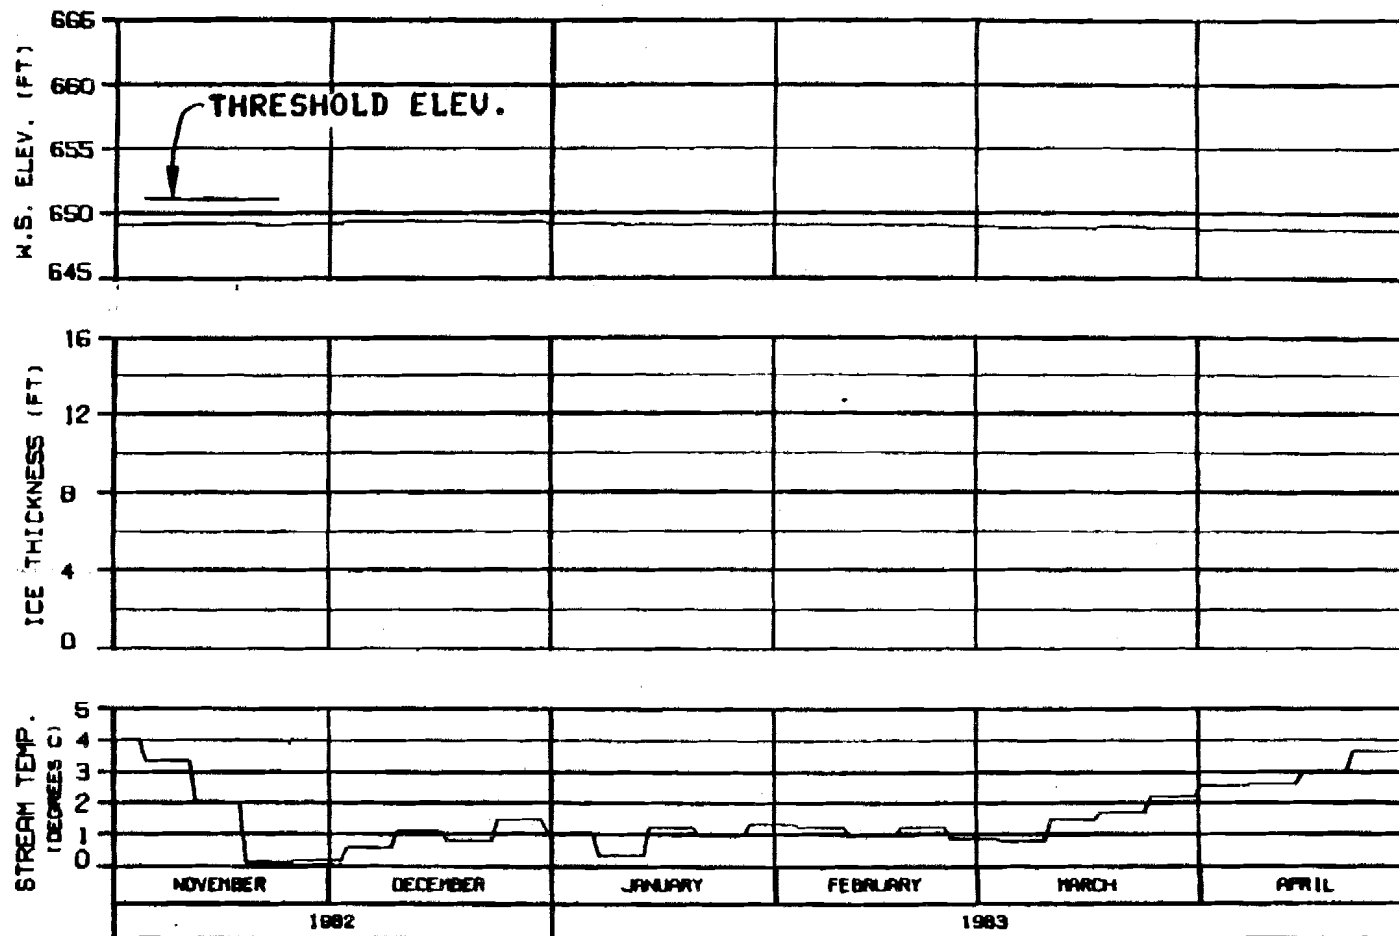 W.S. ELEV. (FT)
665
660
655
650
645
THRESHOLD ELEV.
ICE THICKNESS (FT)
16
12
8
4
0
STREAM TEMP.
(DEGREES C)
5
4
3
2
1
0
NOVEMBER DECEMBER JANUARY FEBRUARY MARCH APRIL
1982 1983